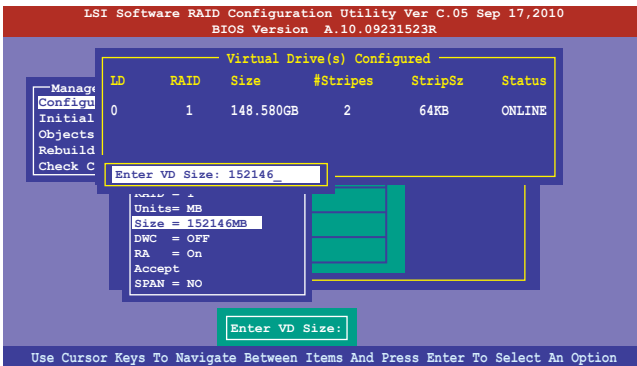 LSI Software RAID Configuration Utility Ver C.05 Sep 17,2010
BIOS Version A.10.09231523R
Virtual Drive(s) Configured
LD RAID Size #Stripes StripSz Status
0 1 148.580GB 2 64KB ONLINE
Manage
Configu
Initial
Objects
Rebuild
Check C
Enter VD Size: 152146_
RAID = 1
Units= MB
Size = 152146MB
DWC = OFF
RA = On
Accept
SPAN = NO
Enter VD Size:
Use Cursor Keys To Navigate Between Items And Press Enter To Select An Option